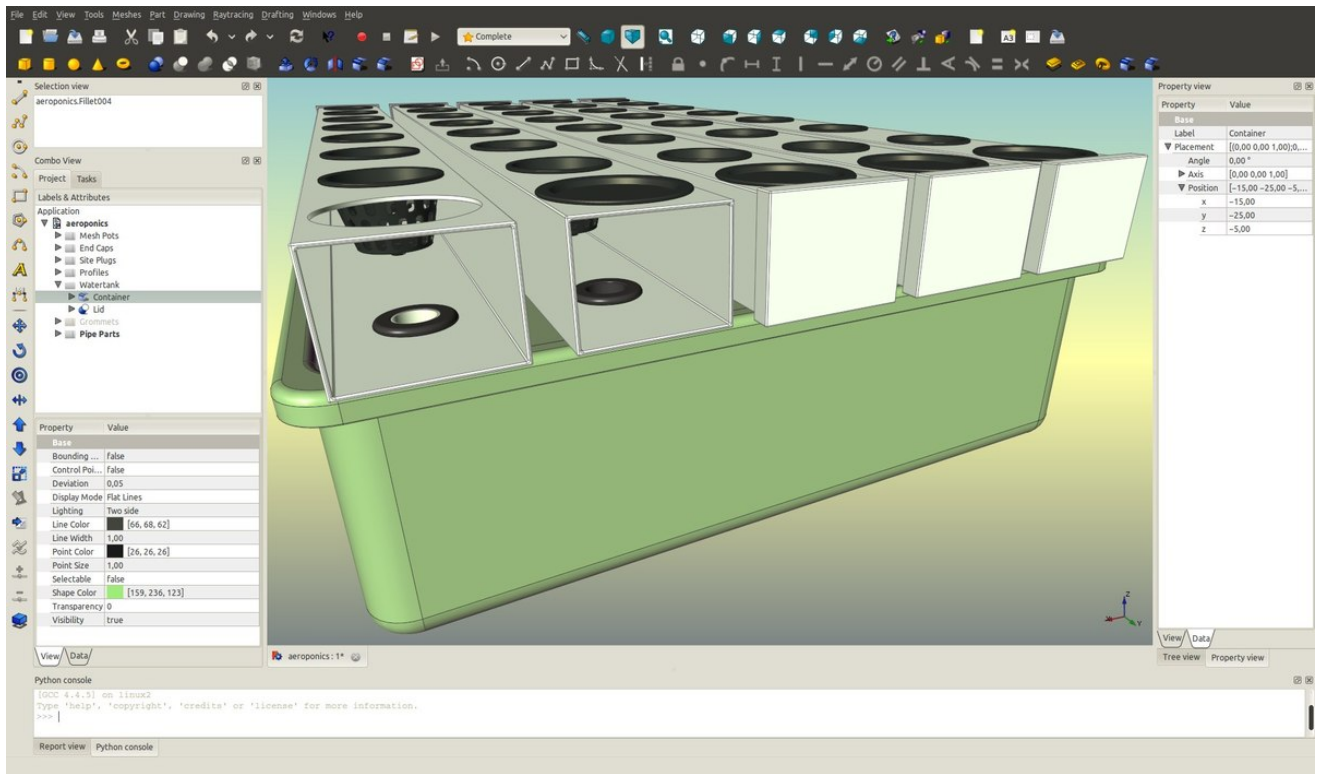 File Edit View Tools Meshes Part Drawing Raytracing Drafting Windows Help
Complete
A3
Selection view
aeroponics.Fillet004
Combo View
Project Tasks
Labels & Attributes
Application
aeroponics
Mesh Pots
End Caps
Site Plugs
Profiles
Watertank
Container
Lid
Grommets
Pipe Parts
Property Value
Base
Bounding ... false
Control Poi... false
Deviation 0,05
Display Mode Flat Lines
Lighting Two side
Line Color [66, 68, 62]
Line Width 1,00
Point Color [26, 26, 26]
Point Size 1,00
Selectable false
Shape Color [159, 236, 123]
Transparency 0
Visibility true
View Data
Z
Y
aeroponics : 1*
Property view
Property Value
Base
Label Container
Placement [(0,00 0,00 1,00);0,...
Angle 0,00 °
Axis [0,00 0,00 1,00]
Position [-15,00 -25,00 -5,...
x -15,00
y -25,00
z -5,00
View Data
Tree view Property view
Python console
[GCC 4.4.5] on linux2
Type 'help', 'copyright', 'credits' or 'license' for more information.
>>>
Report view Python console